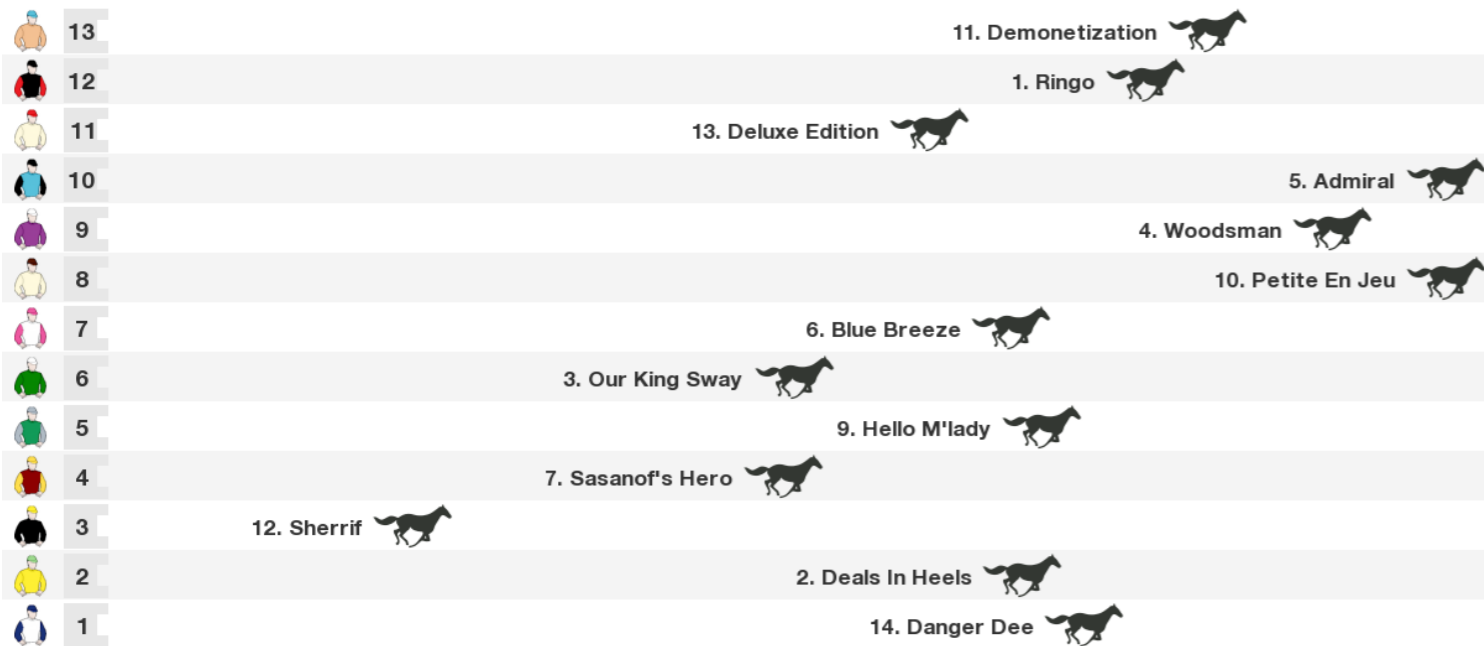 13 11. Demonetization
12 1. Ringo
11 13. Deluxe Edition
10 5. Admiral
9 4. Woodsman
8 10. Petite En Jeu
7 6. Blue Breeze
6 3. Our King Sway
5 9. Hello M'lady
4 7. Sasanof's Hero
3 12. Sherrif
2 2. Deals In Heels
1 14. Danger Dee